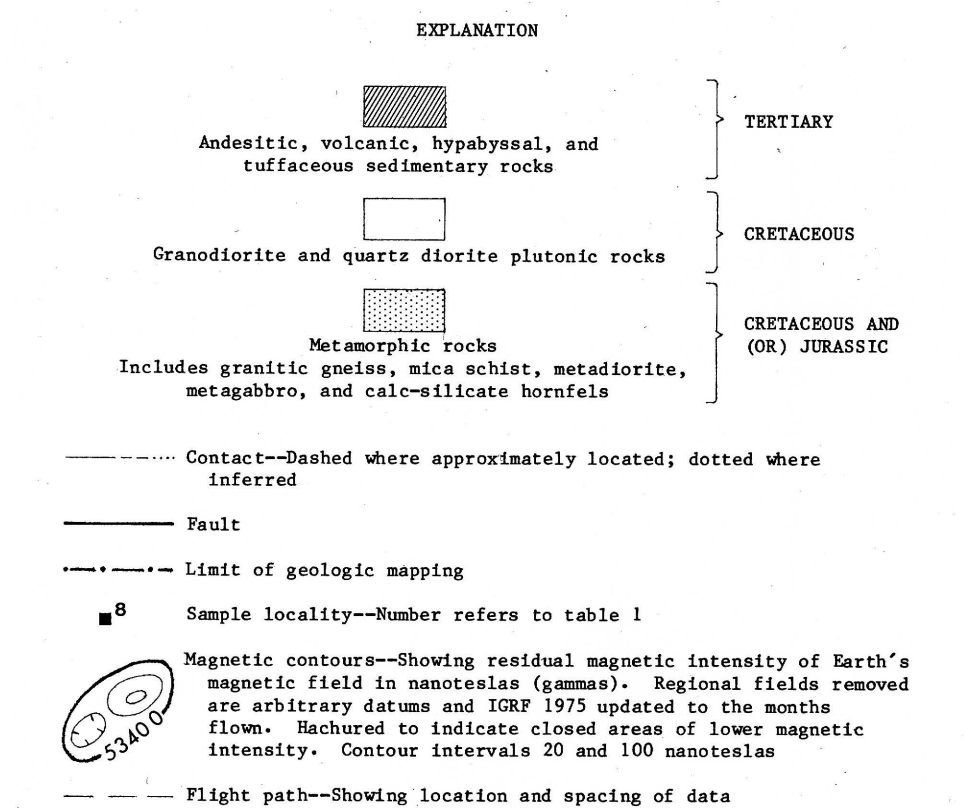 EXPLANATION
TERTIARY
Andesitic, volcanic, hypabyssal, and
tuffaceous sedimentary rocks
CRETACEOUS
Granodiorite and quartz diorite plutonic rocks
CRETACEOUS AND
(OR) JURASSIC
Metamorphic rocks
Includes granitic gneiss, mica schist, metadiorite,
metagabbro, and calc-silicate hornfels
Contact--Dashed where approximately located; dotted where
inferred
Fault
Limit of geologic mapping
8 Sample locality--Number refers to table 1
Magnetic contours--Showing residual magnetic intensity of Earth's
magnetic field in nanoteslas (gammas). Regional fields removed
are arbitrary datums and IGRF 1975 updated to the months
flown. Hachured to indicate closed areas of lower magnetic
intensity. Contour intervals 20 and 100 nanoteslas
53400
Flight path--Showing location and spacing of data